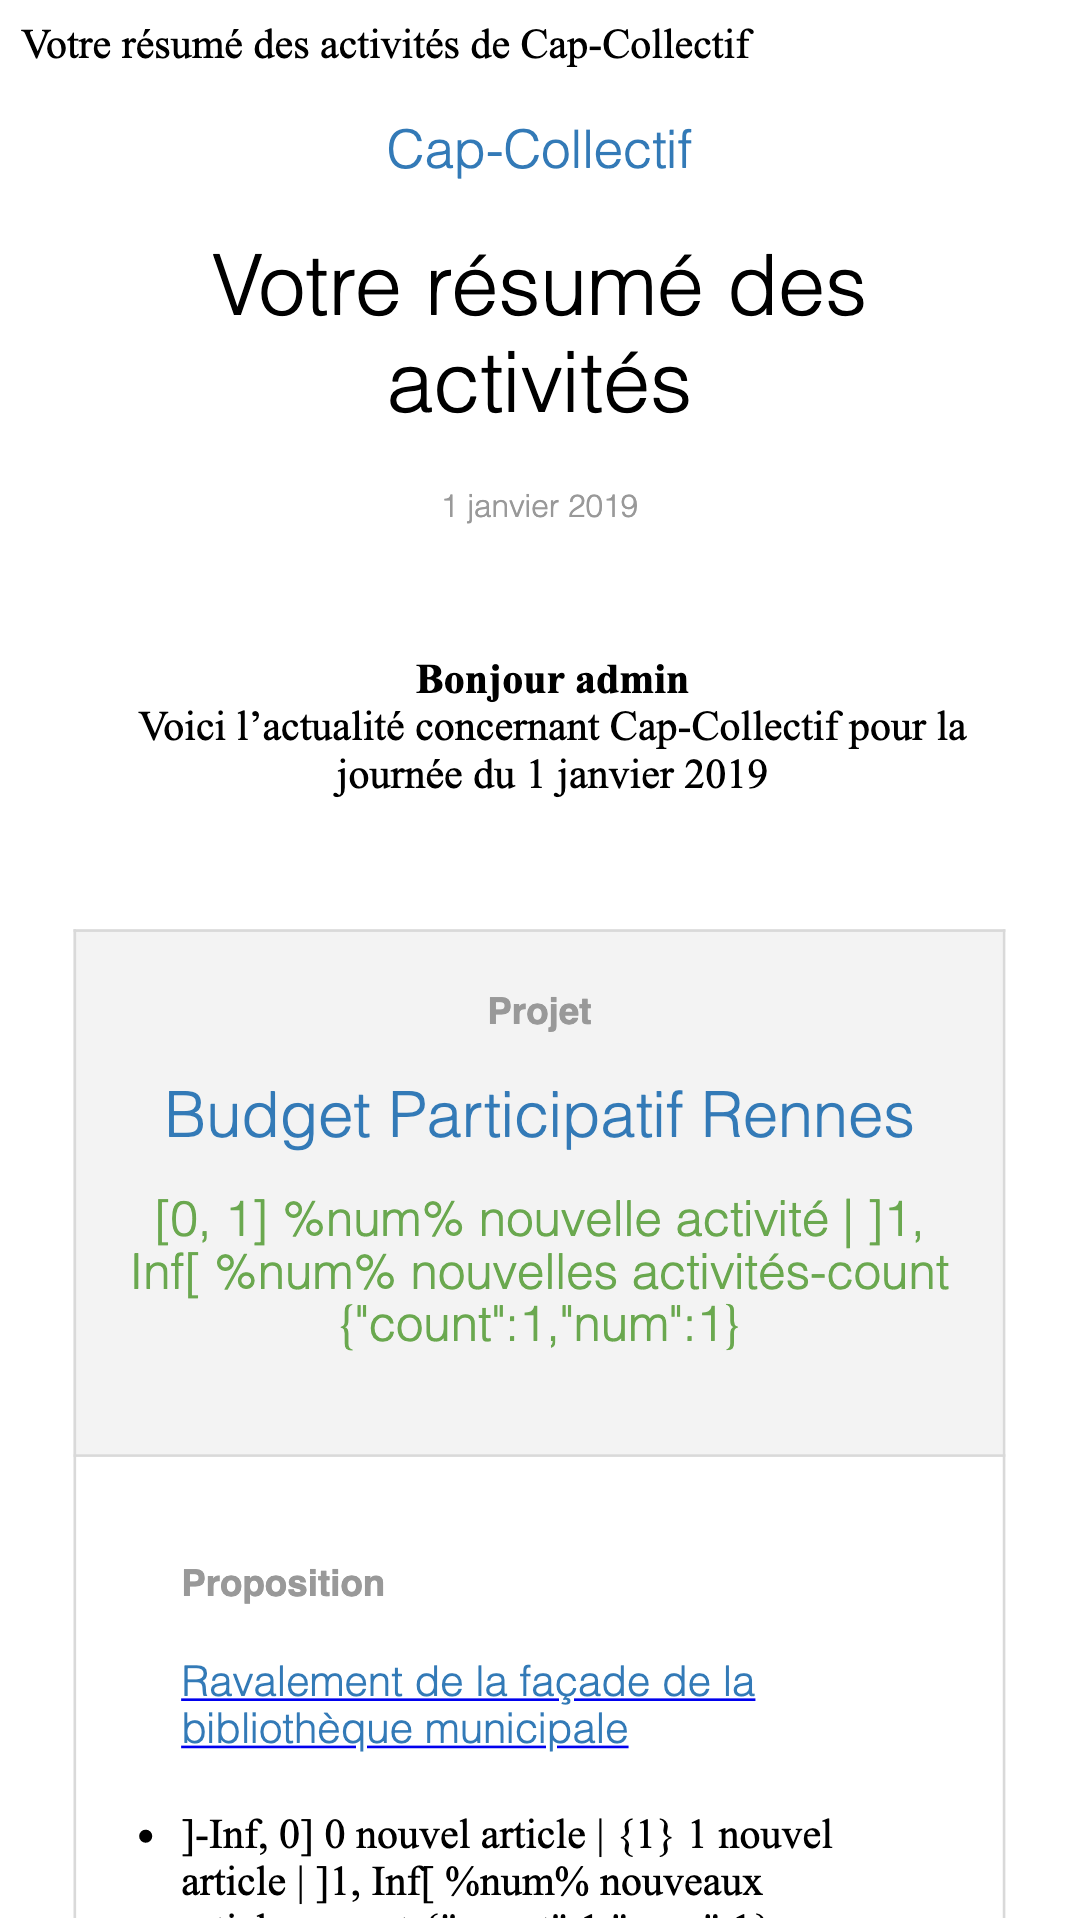 Votre résumé des activités de Cap-Collectif
Cap-Collectif
Votre résumé des
activités
1 janvier 2019
Bonjour admin
Voici l’actualité concernant Cap-Collectif pour la
journée du 1 janvier 2019
Projet
Budget Participatif Rennes
[0, 1] %num% nouvelle activité | ]1,
Inf[ %num% nouvelles activités-count
{"count":1,"num":1}
Proposition
Ravalement de la façade de la
bibliothèque municipale
• ]-Inf, 0] 0 nouvel article | {1} 1 nouvel
article | ]1, Inf[ %num% nouveaux